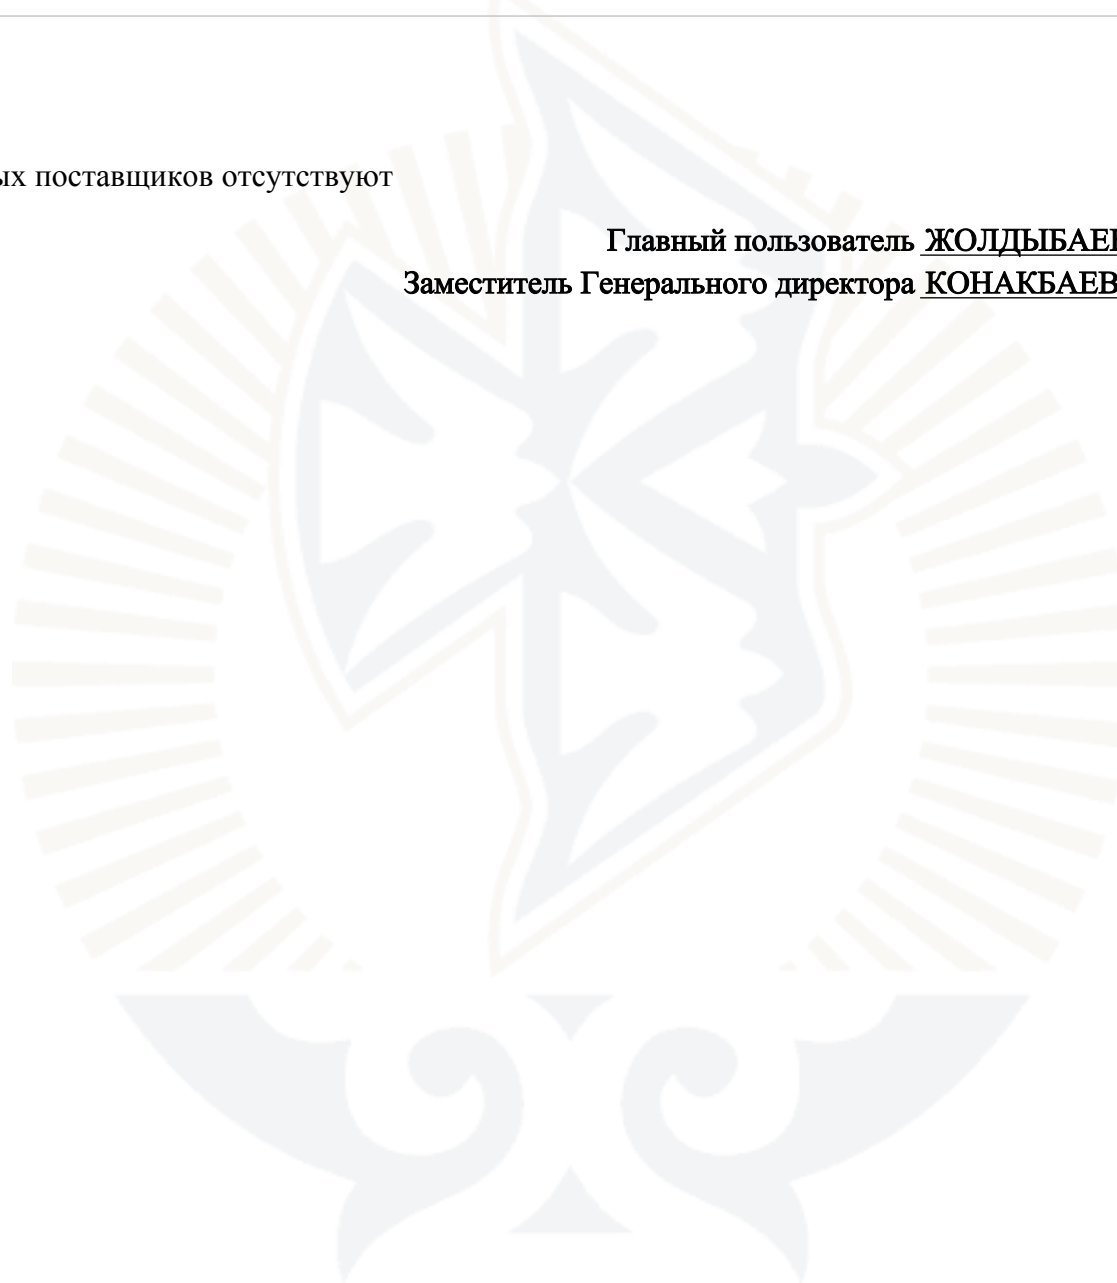 ых поставщиков отсутствуют
Главный пользователь ЖОЛДЫБАЕ
Заместитель Генерального директора КОНАКБАЕВ